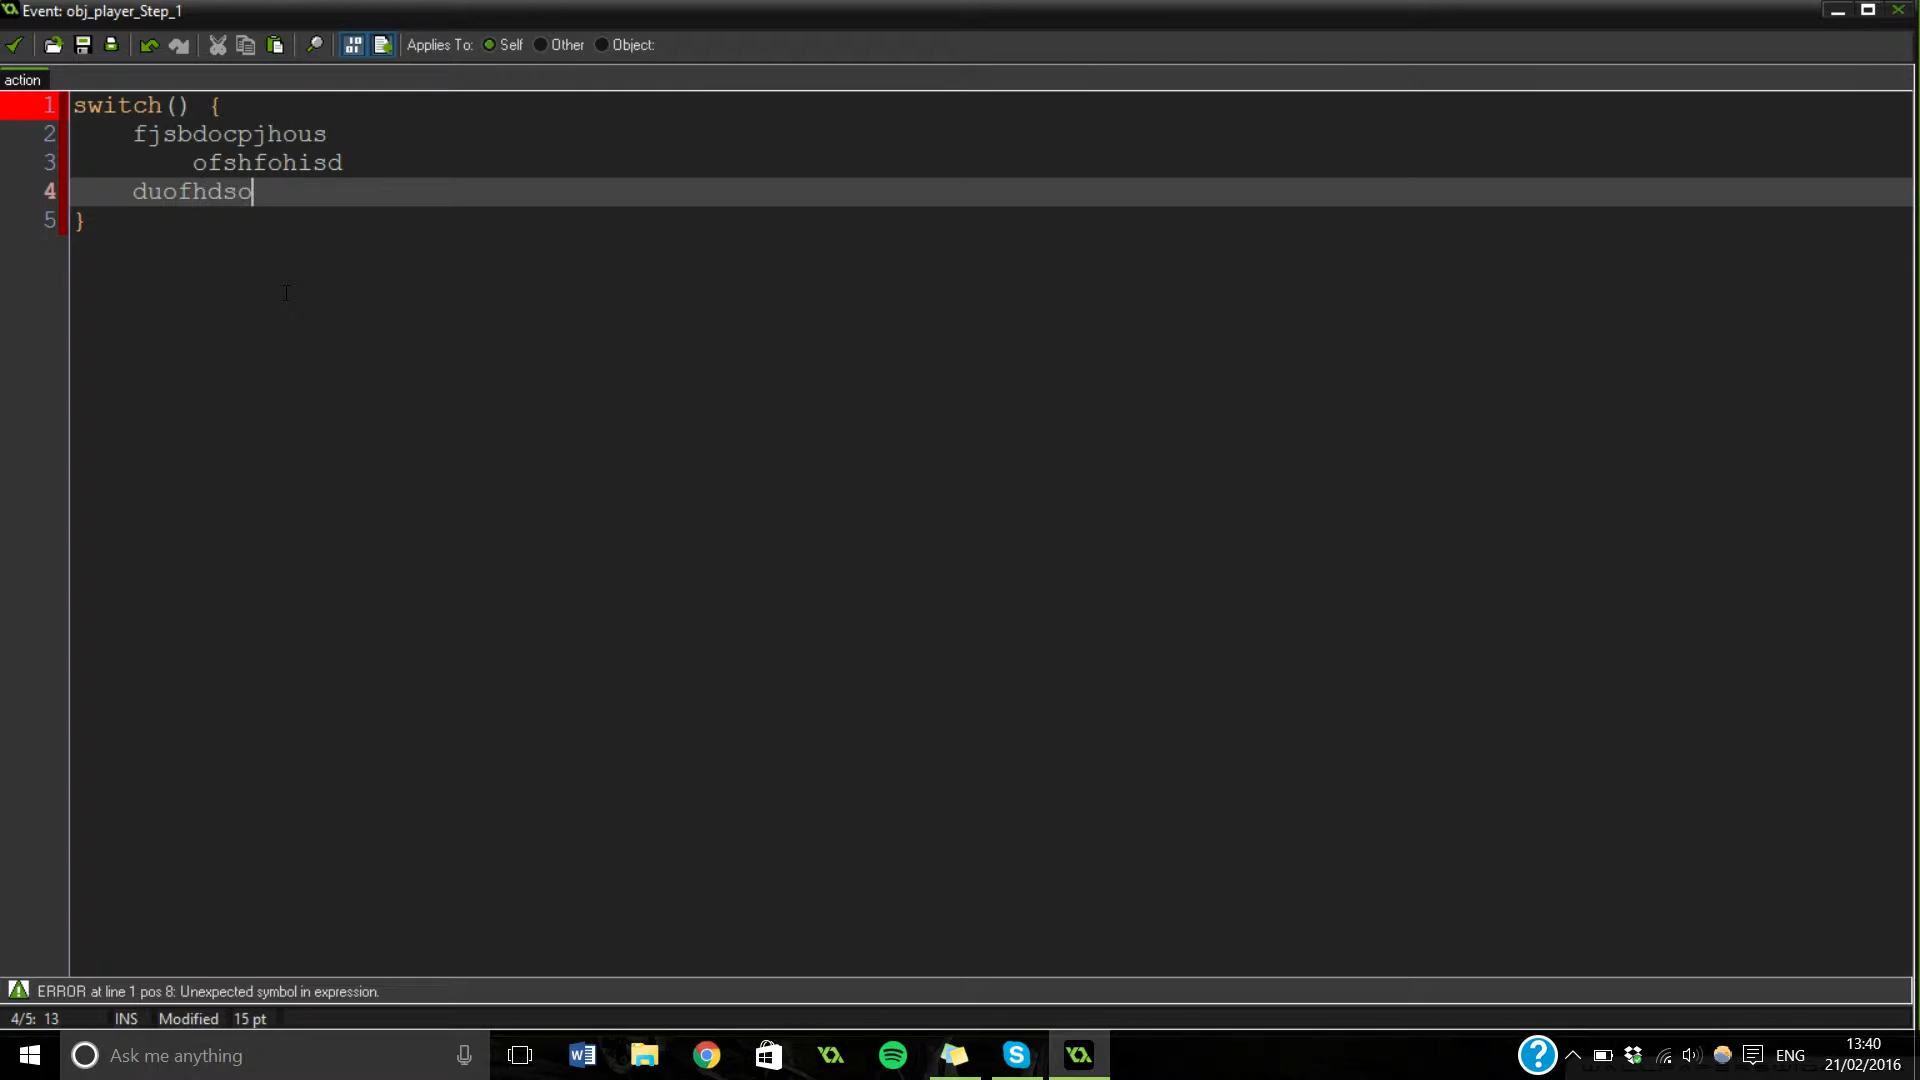 Event: obj_player_Step_1
Applies To: Self Other Object:
action
1 switch() {
2 fjsbdocpjhous
3 ofshfohisd
4 duofhdso
5 }
ERROR at line 1 pos 8: Unexpected symbol in expression.
4/5: 13 INS Modified 15 pt
Ask me anything
ENG
13:40
21/02/2016